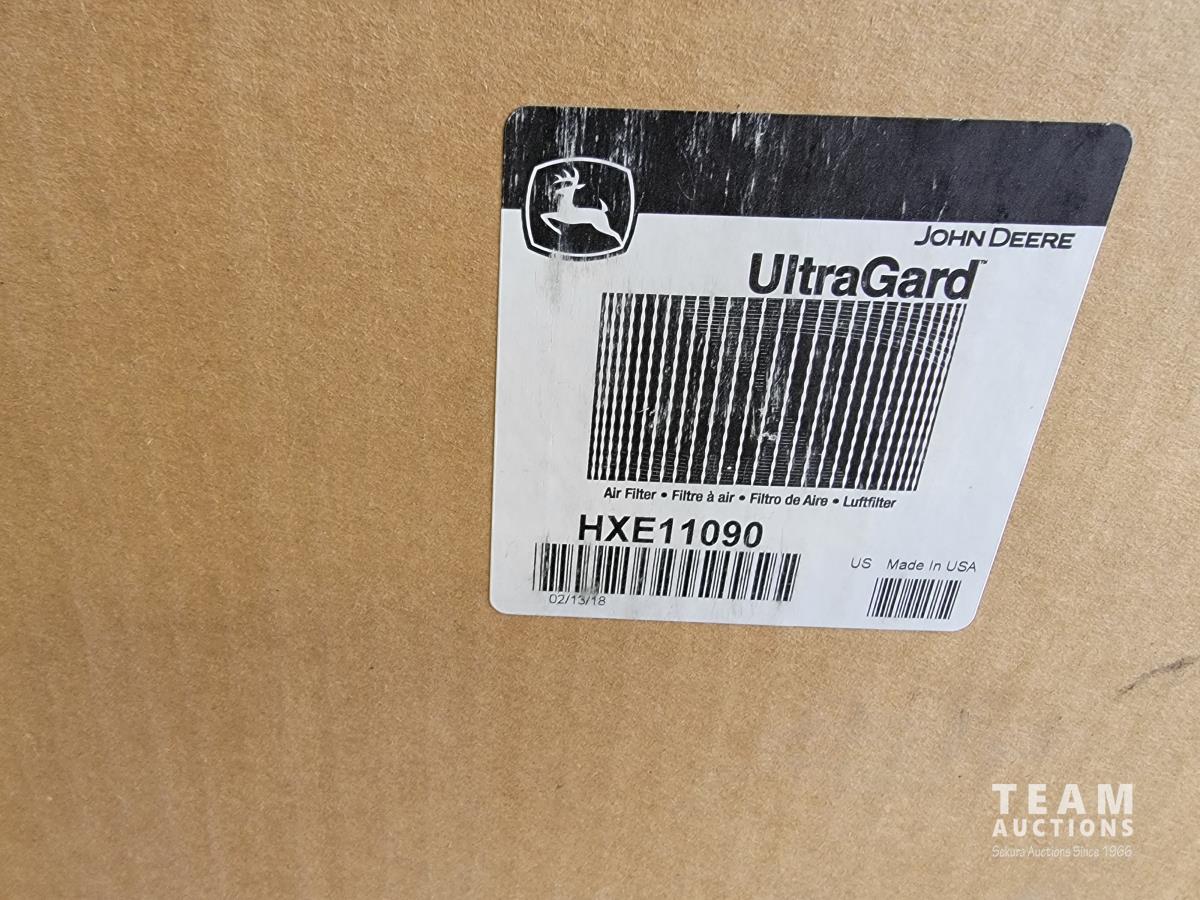 JOHN DEERE
UltraGard™
Air Filter • Filtre à air • Filtro de Aire • Luftfilter
HXE11090
02/13/18
US Made In USA
TEAM
AUCTIONS
Sekura Auctions Since 1966